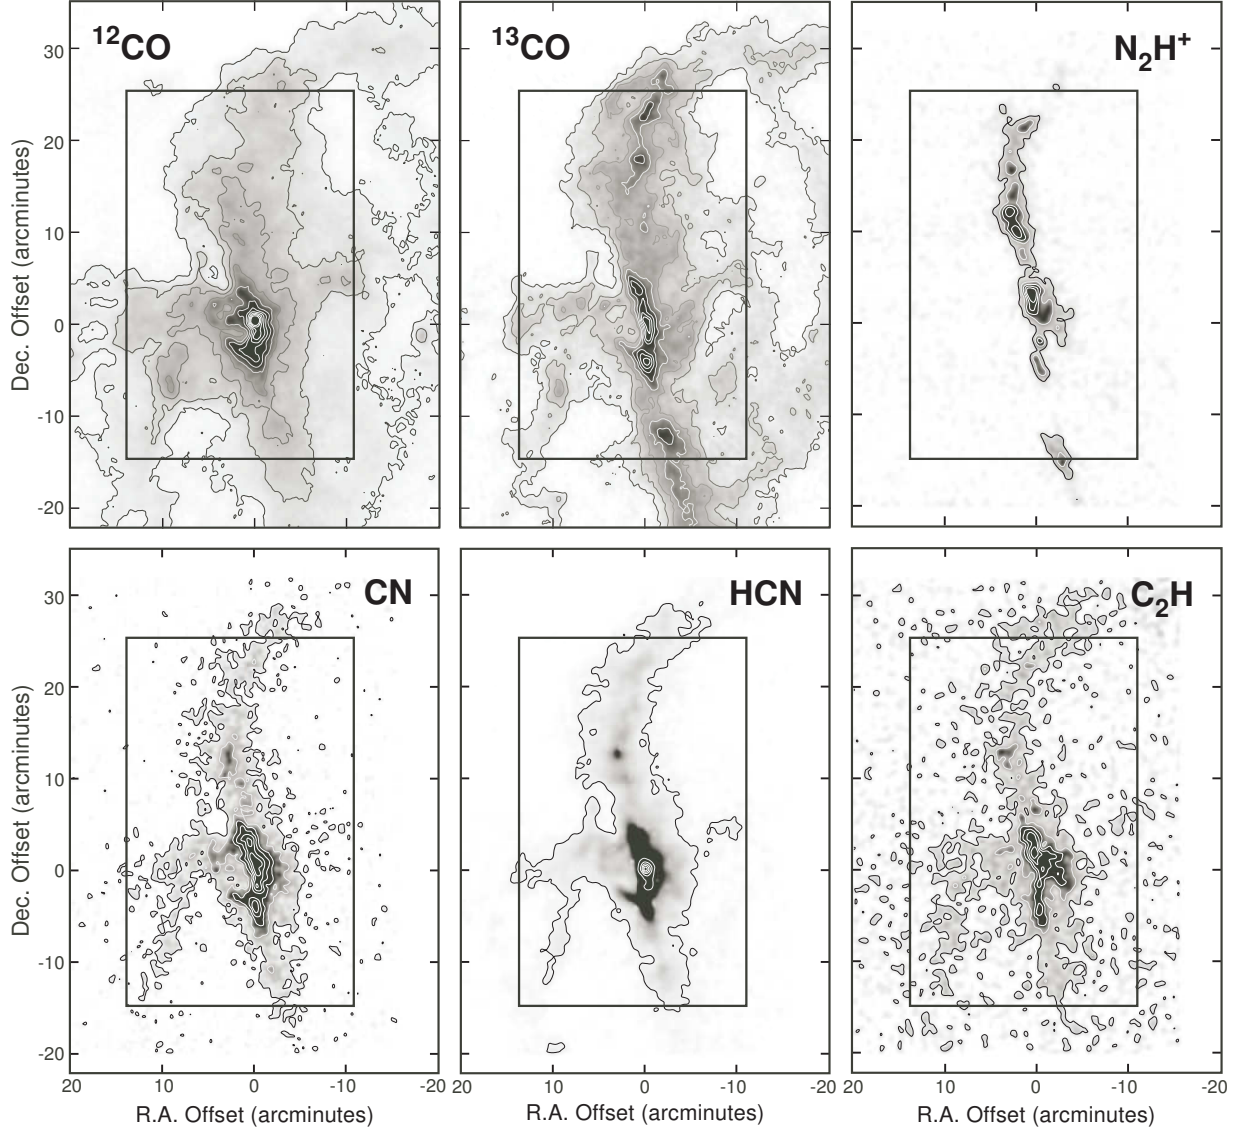 ¹²CO
¹³CO
N₂H⁺
30
20
10
0
-10
-20
Dec. Offset (arcminutes)
CN
HCN
C₂H
30
20
10
0
-10
-20
Dec. Offset (arcminutes)
20 10 0 -10 -20 10 0 -10 -20 10 0 -10 -20
R.A. Offset (arcminutes) R.A. Offset (arcminutes) R.A. Offset (arcminutes)